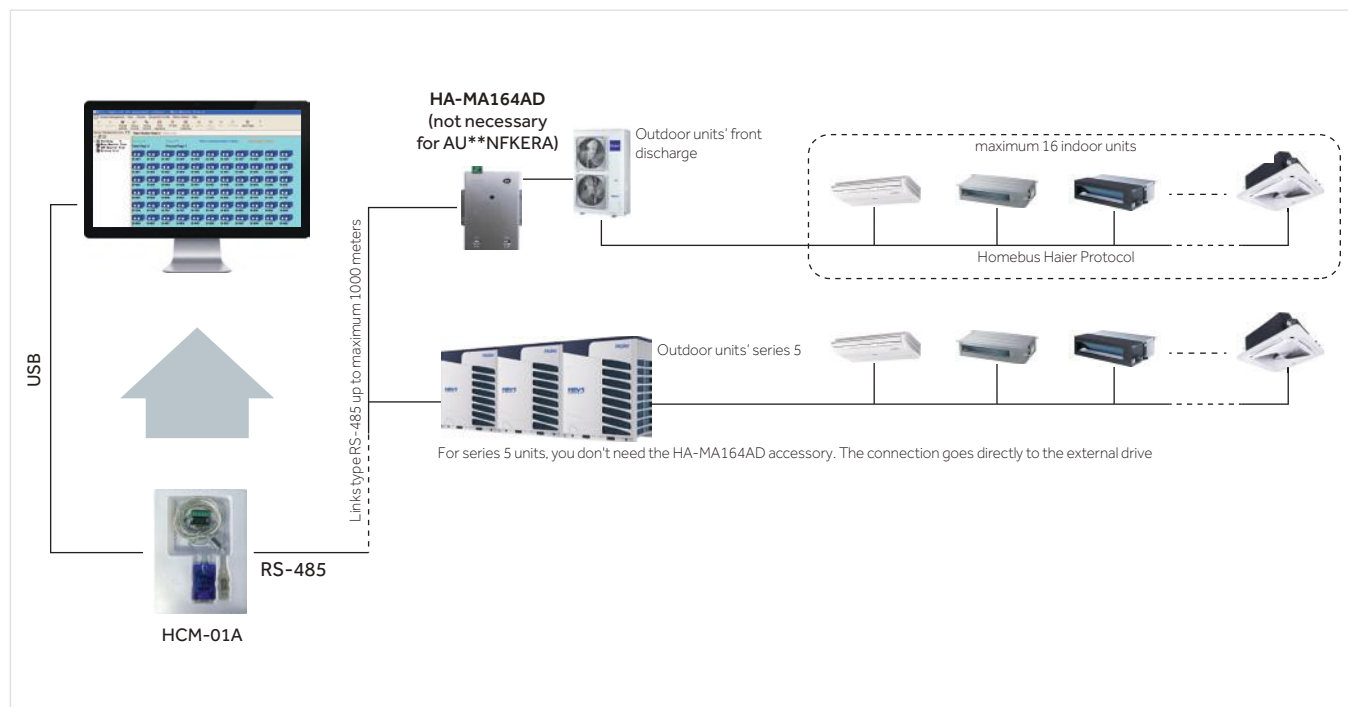 HA-MA164AD
(not necessary
for AU**NFKERA)
Outdoor units' front
discharge
maximum 16 indoor units
Homebus Haier Protocol
USB
Links type RS-485 up to maximum 1000 meters
Outdoor units' series 5
For series 5 units, you don't need the HA-MA164AD accessory. The connection goes directly to the external drive
RS-485
HCM-01A